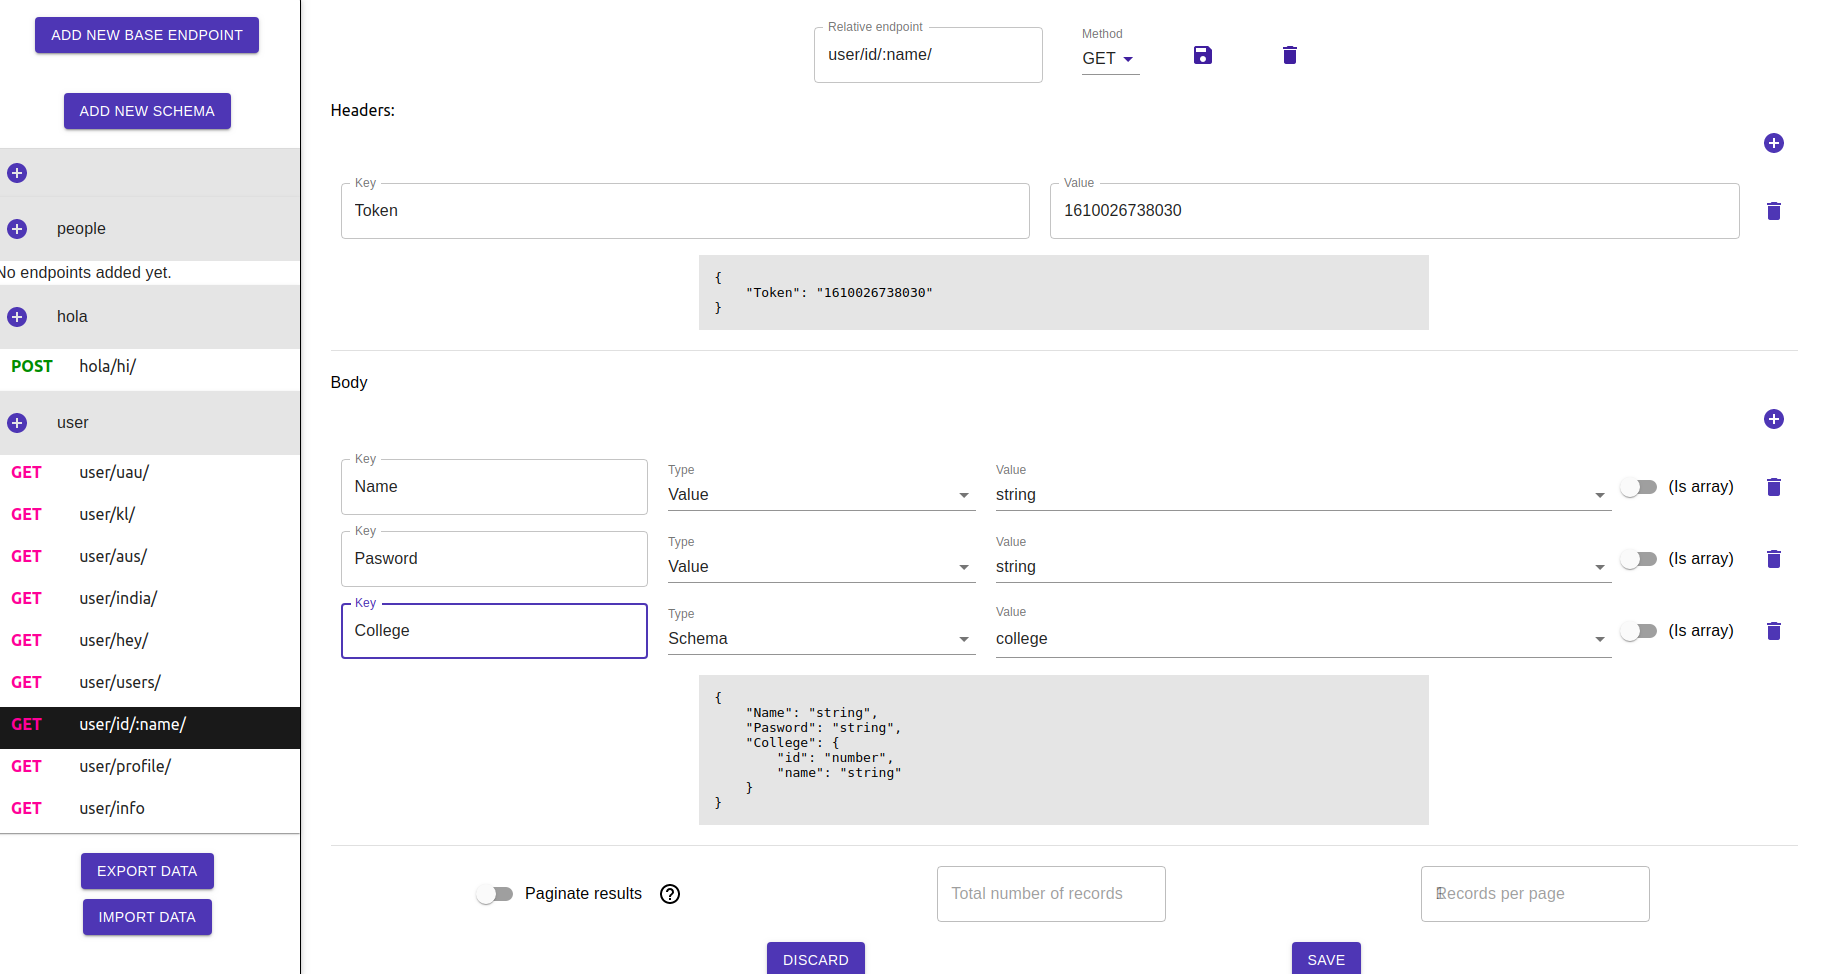 ADD NEW BASE ENDPOINT
ADD NEW SCHEMA
people
No endpoints added yet.
hola
POST hola/hi/
user
GET user/uau/
GET user/kl/
GET user/aus/
GET user/india/
GET user/hey/
GET user/users/
GET user/id/:name/
GET user/profile/
GET user/info
EXPORT DATA
IMPORT DATA
Relative endpoint
user/id/:name/
Method
GET
Headers:
Key
Token
Value
1610026738030
{
    "Token": "1610026738030"
}
Body
Key Type Value
Name Value string (Is array)
Key Type Value
Pasword Value string (Is array)
Key Type Value
College Schema college (Is array)
{
    "Name": "string",
    "Pasword": "string",
    "College": {
        "id": "number",
        "name": "string"
    }
}
Paginate results Total number of records Records per page
DISCARD SAVE